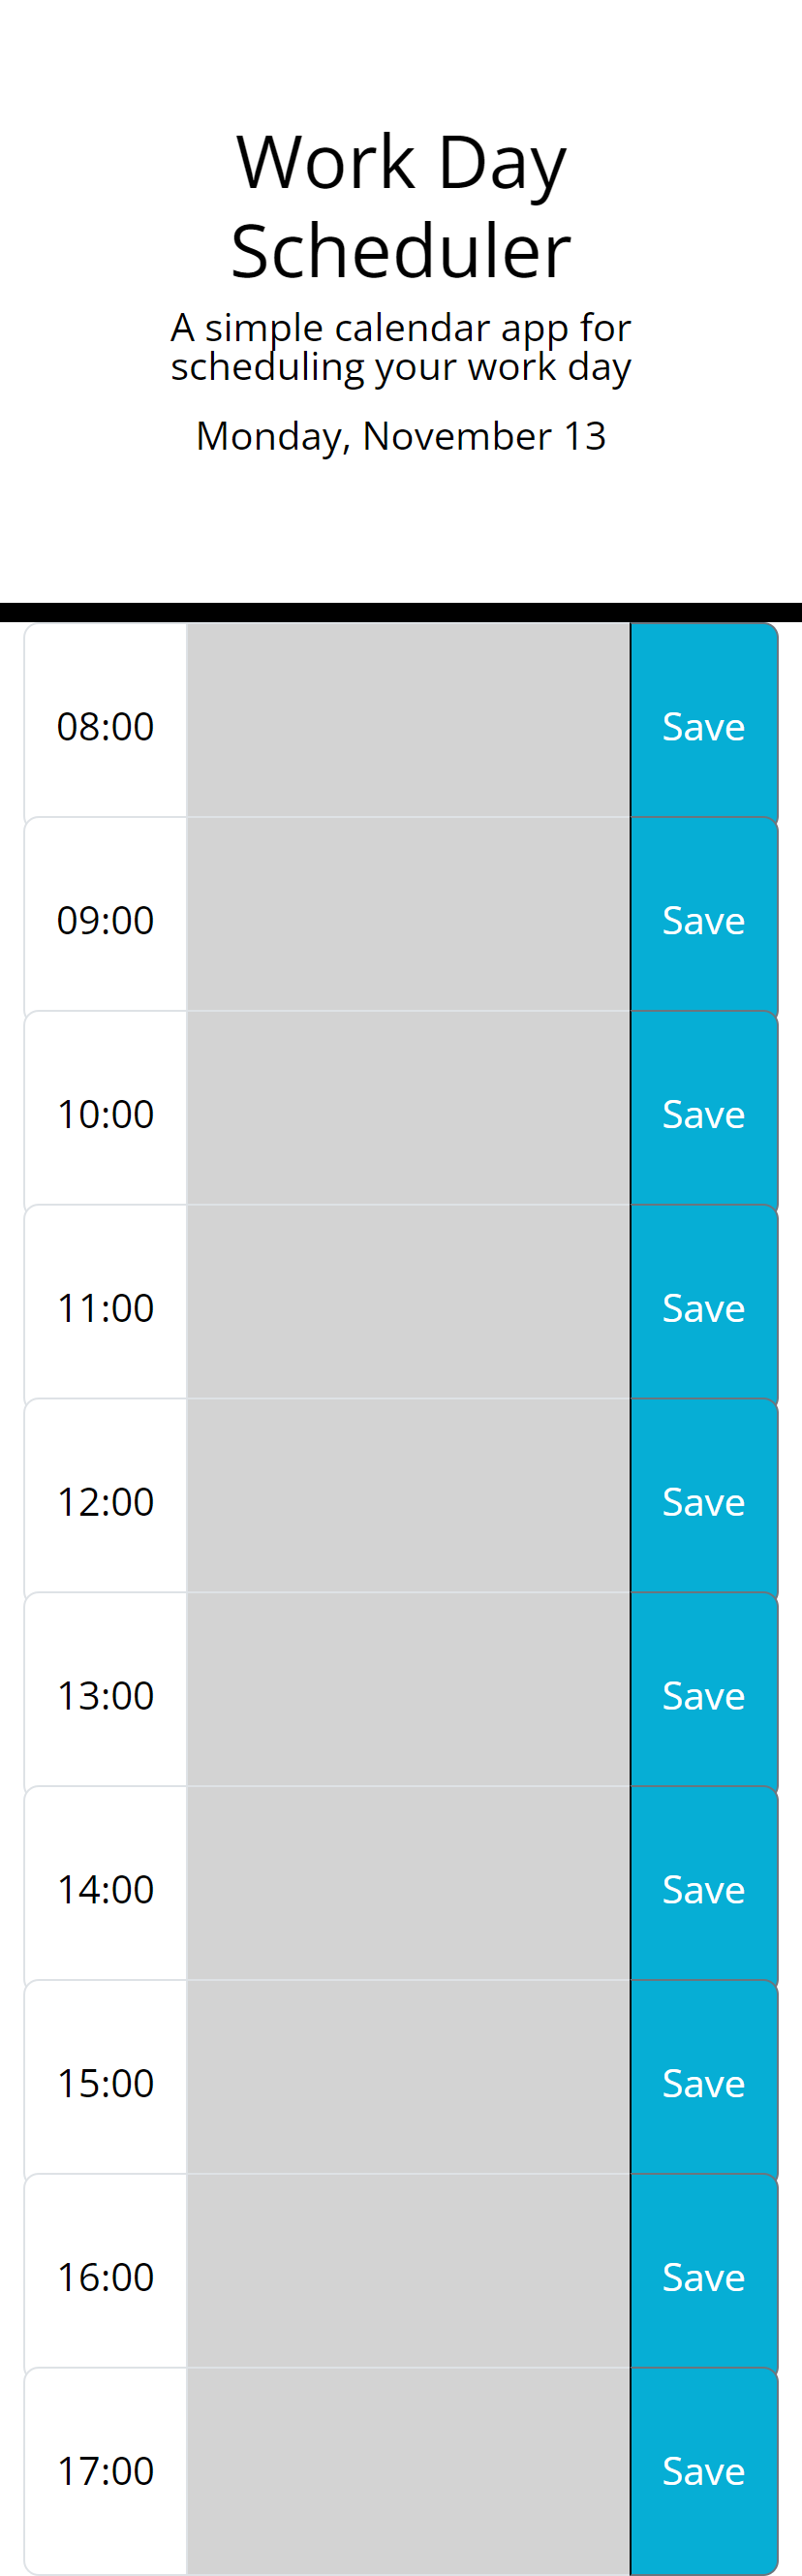 Work Day
Scheduler
A simple calendar app for
scheduling your work day
Monday, November 13
08:00 Save
09:00 Save
10:00 Save
11:00 Save
12:00 Save
13:00 Save
14:00 Save
15:00 Save
16:00 Save
17:00 Save